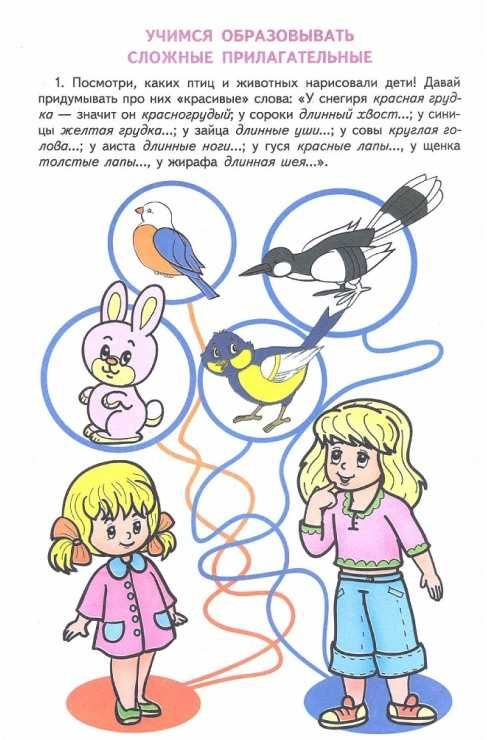 УЧИМСЯ ОБРАЗОВЫВАТЬ
СЛОЖНЫЕ ПРИЛАГАТЕЛЬНЫЕ
1. Посмотри, каких птиц и животных нарисовали дети! Давай
придумывать про них «красивые» слова: «У снегиря красная груд-
ка — значит он красногрудый; у сороки длинный хвост...; у сини-
цы желтая грудка...; у зайца длинные уши...; у совы круглая го-
лова...; у аиста длинные ноги...; у гуся красные лапы..., у щенка
толстые лапы..., у жирафа длинная шея...».